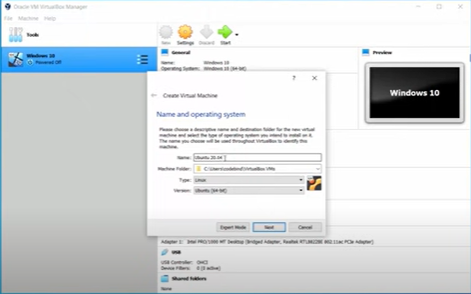 Oracle VM VirtualBox Manager
File Machine Help
Tools
New Settings Discard Start
Windows 10
Powered Off
General
Name: Windows 10
Operating System: Windows 10 (64-bit)
Preview
Windows 10
Create Virtual Machine
Name and operating system
Please choose a descriptive name and destination folder for the new virtual
machine and select the type of operating system you intend to install on it.
The name you choose will be used throughout VirtualBox to identify this
machine.
Name: Ubuntu 20.04
Machine Folder: C:\Users\codebind\VirtualBox VMs
Type: Linux
Version: Ubuntu (64-bit)
Expert Mode Next Cancel
Adapter 1: Intel PRO/1000 MT Desktop (Bridged Adapter, Realtek RTL8822BE 802.11ac PCIe Adapter)
USB
USB Controller: OHCI
Device Filters: 0 (0 active)
Shared folders
None